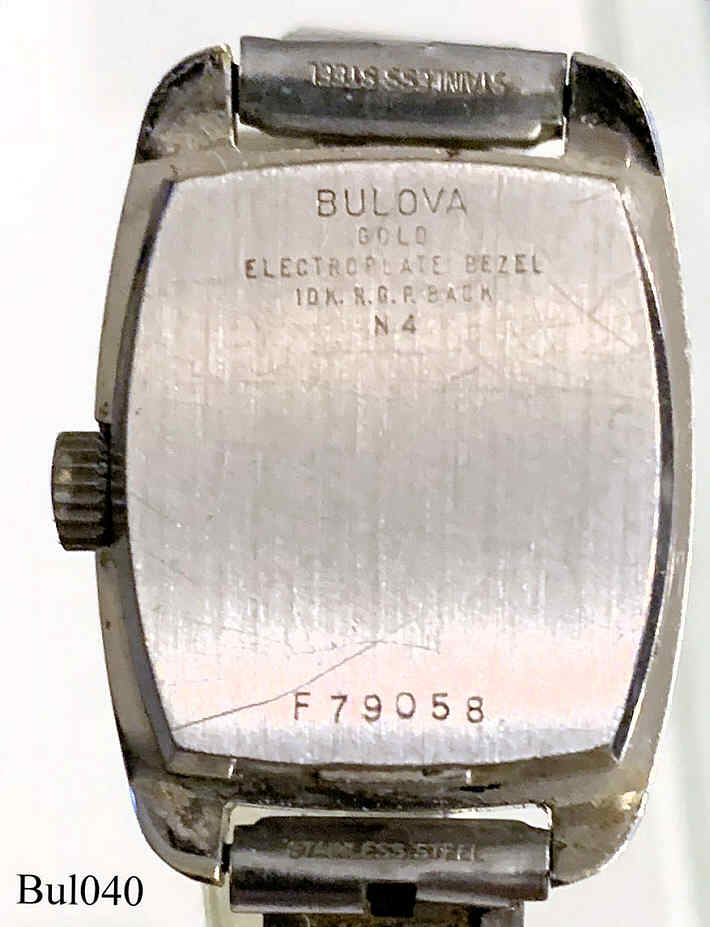 STAINLESS STEEL
BULOVA
GOLD
ELECTROPLATE BEZEL
10K. R.G.P. BACK
N4
F79058
STAINLESS STEEL
Bul040